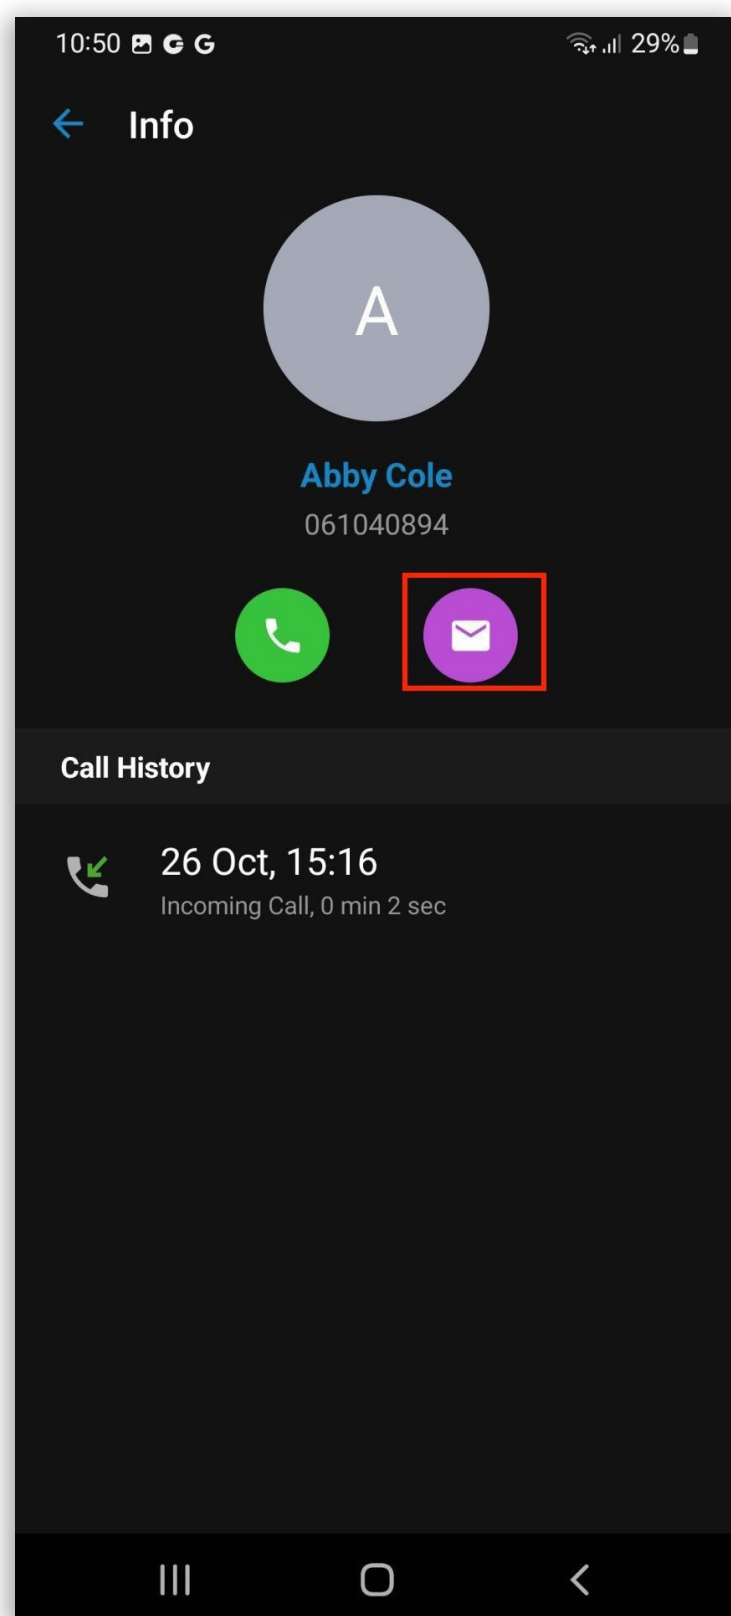 10:50 G G 29%
Info
A
Abby Cole
061040894
Call History
26 Oct, 15:16
Incoming Call, 0 min 2 sec